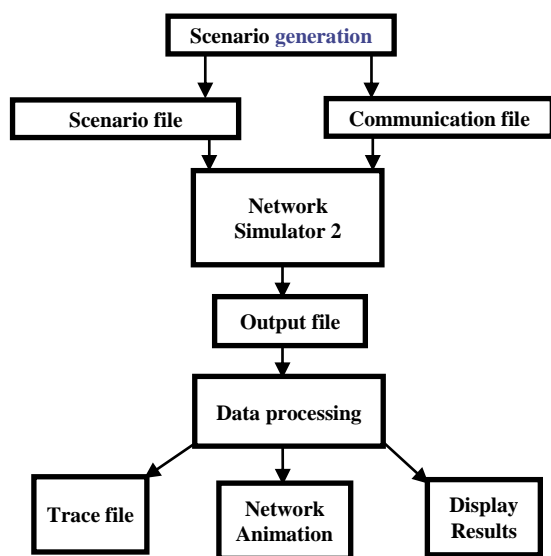 Scenario generation
Scenario file
Communication file
Network
Simulator 2
Output file
Data processing
Trace file
Network
Animation
Display
Results